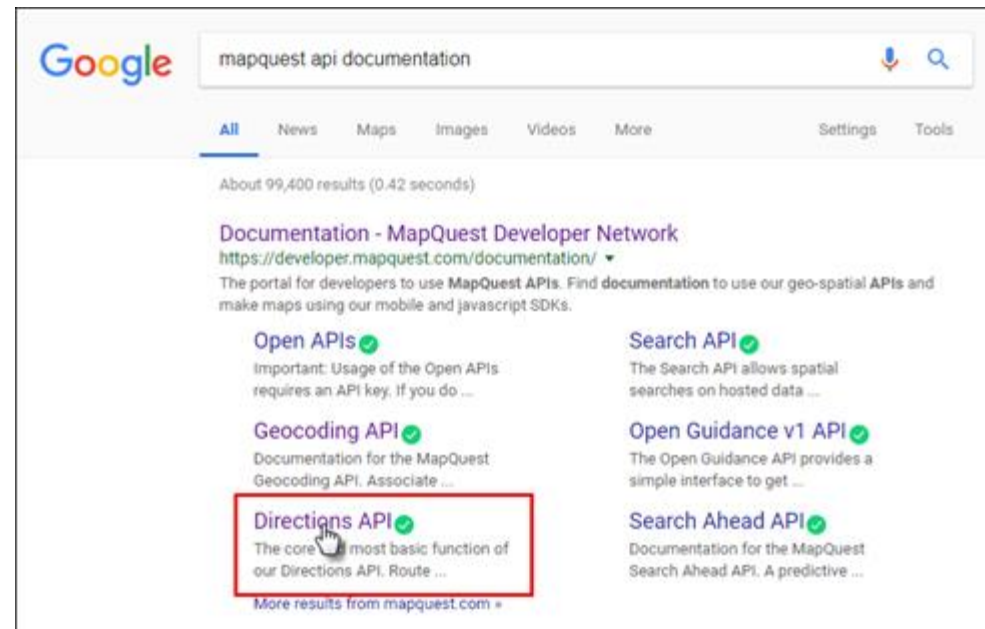 Google
mapquest api documentation
All News Maps Images Videos More Settings Tools
About 99,400 results (0.42 seconds)
Documentation - MapQuest Developer Network
https://developer.mapquest.com/documentation/
The portal for developers to use MapQuest APIs. Find documentation to use our geo-spatial APIs and
make maps using our mobile and javascript SDKs.
Open APIs
Important: Usage of the Open APIs
requires an API key. If you do ...
Search API
The Search API allows spatial
searches on hosted data ...
Geocoding API
Documentation for the MapQuest
Geocoding API. Associate ...
Open Guidance v1 API
The Open Guidance API provides a
simple interface to get ...
Directions API
The core most basic function of
our Directions API. Route ...
Search Ahead API
Documentation for the MapQuest
Search Ahead API. A predictive ...
More results from mapquest.com »